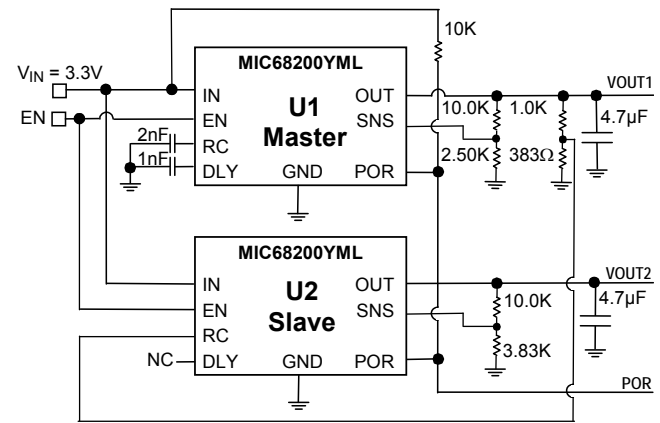 10K
MIC68200YML
V_IN = 3.3V
VOUT1
IN
OUT
10.0K
1.0K
EN
EN
U1
SNS
4.7µF
2nF
RC
Master
2.50K
383Ω
1nF
DLY
GND
POR
MIC68200YML
VOUT2
IN
OUT
4.7µF
U2
10.0K
EN
SNS
RC
Slave
3.83K
NC
DLY
GND
POR
POR